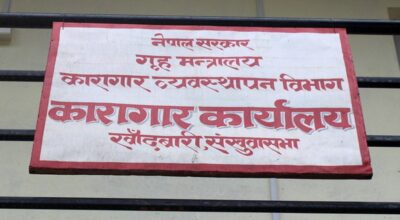 नेपाल सरकार
गृह मन्त्रालय
कारागार व्यवस्थापन विभाग
कारागार कार्यालय
खाँदबारी, संखुवासभा